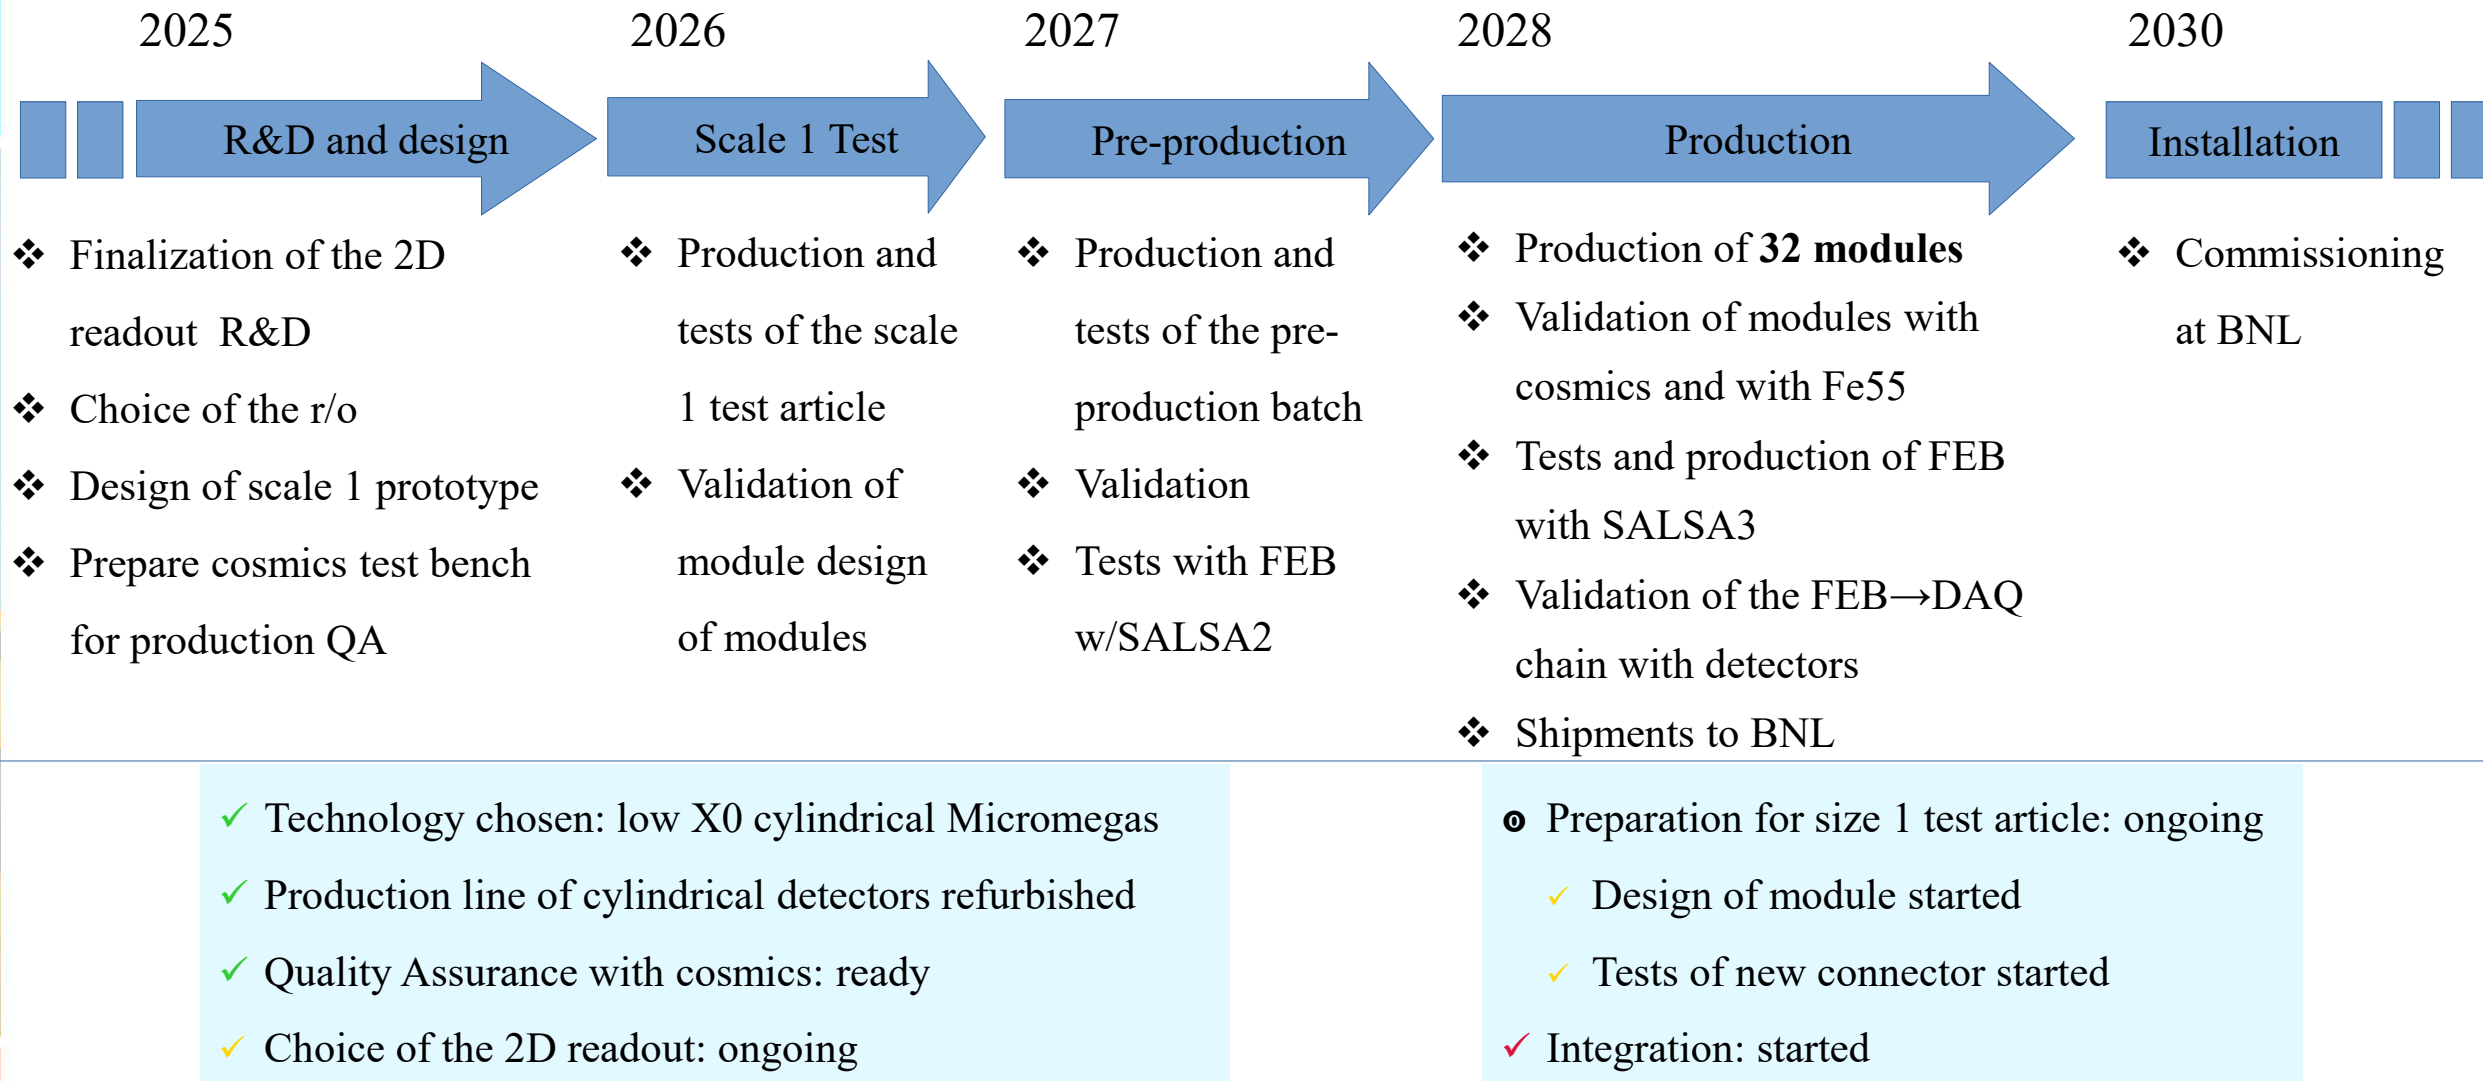 2025
2026
2027
2028
2030
R&D and design
Scale 1 Test
Pre-production
Production
Installation
❖ Finalization of the 2D
readout R&D
❖ Choice of the r/o
❖ Design of scale 1 prototype
❖ Prepare cosmics test bench
for production QA
❖ Production and
tests of the scale
1 test article
❖ Validation of
module design
of modules
❖ Production and
tests of the pre-
production batch
❖ Validation
❖ Tests with FEB
w/SALSA2
❖ Production of 32 modules
❖ Validation of modules with
cosmics and with Fe55
❖ Tests and production of FEB
with SALSA3
❖ Validation of the FEB→DAQ
chain with detectors
❖ Shipments to BNL
❖ Commissioning
at BNL
✓ Technology chosen: low X0 cylindrical Micromegas
✓ Production line of cylindrical detectors refurbished
✓ Quality Assurance with cosmics: ready
✓ Choice of the 2D readout: ongoing
⓿ Preparation for size 1 test article: ongoing
✓ Design of module started
✓ Tests of new connector started
✓ Integration: started